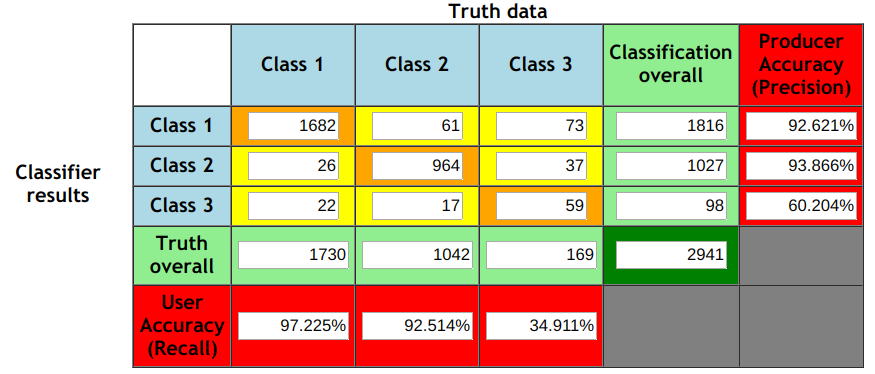 Truth data
Class 1 Class 2 Class 3 Classification overall Producer Accuracy (Precision)
Classifier results
Class 1 1682 61 73 1816 92.621%
Class 2 26 964 37 1027 93.866%
Class 3 22 17 59 98 60.204%
Truth overall 1730 1042 169 2941
User Accuracy (Recall) 97.225% 92.514% 34.911%